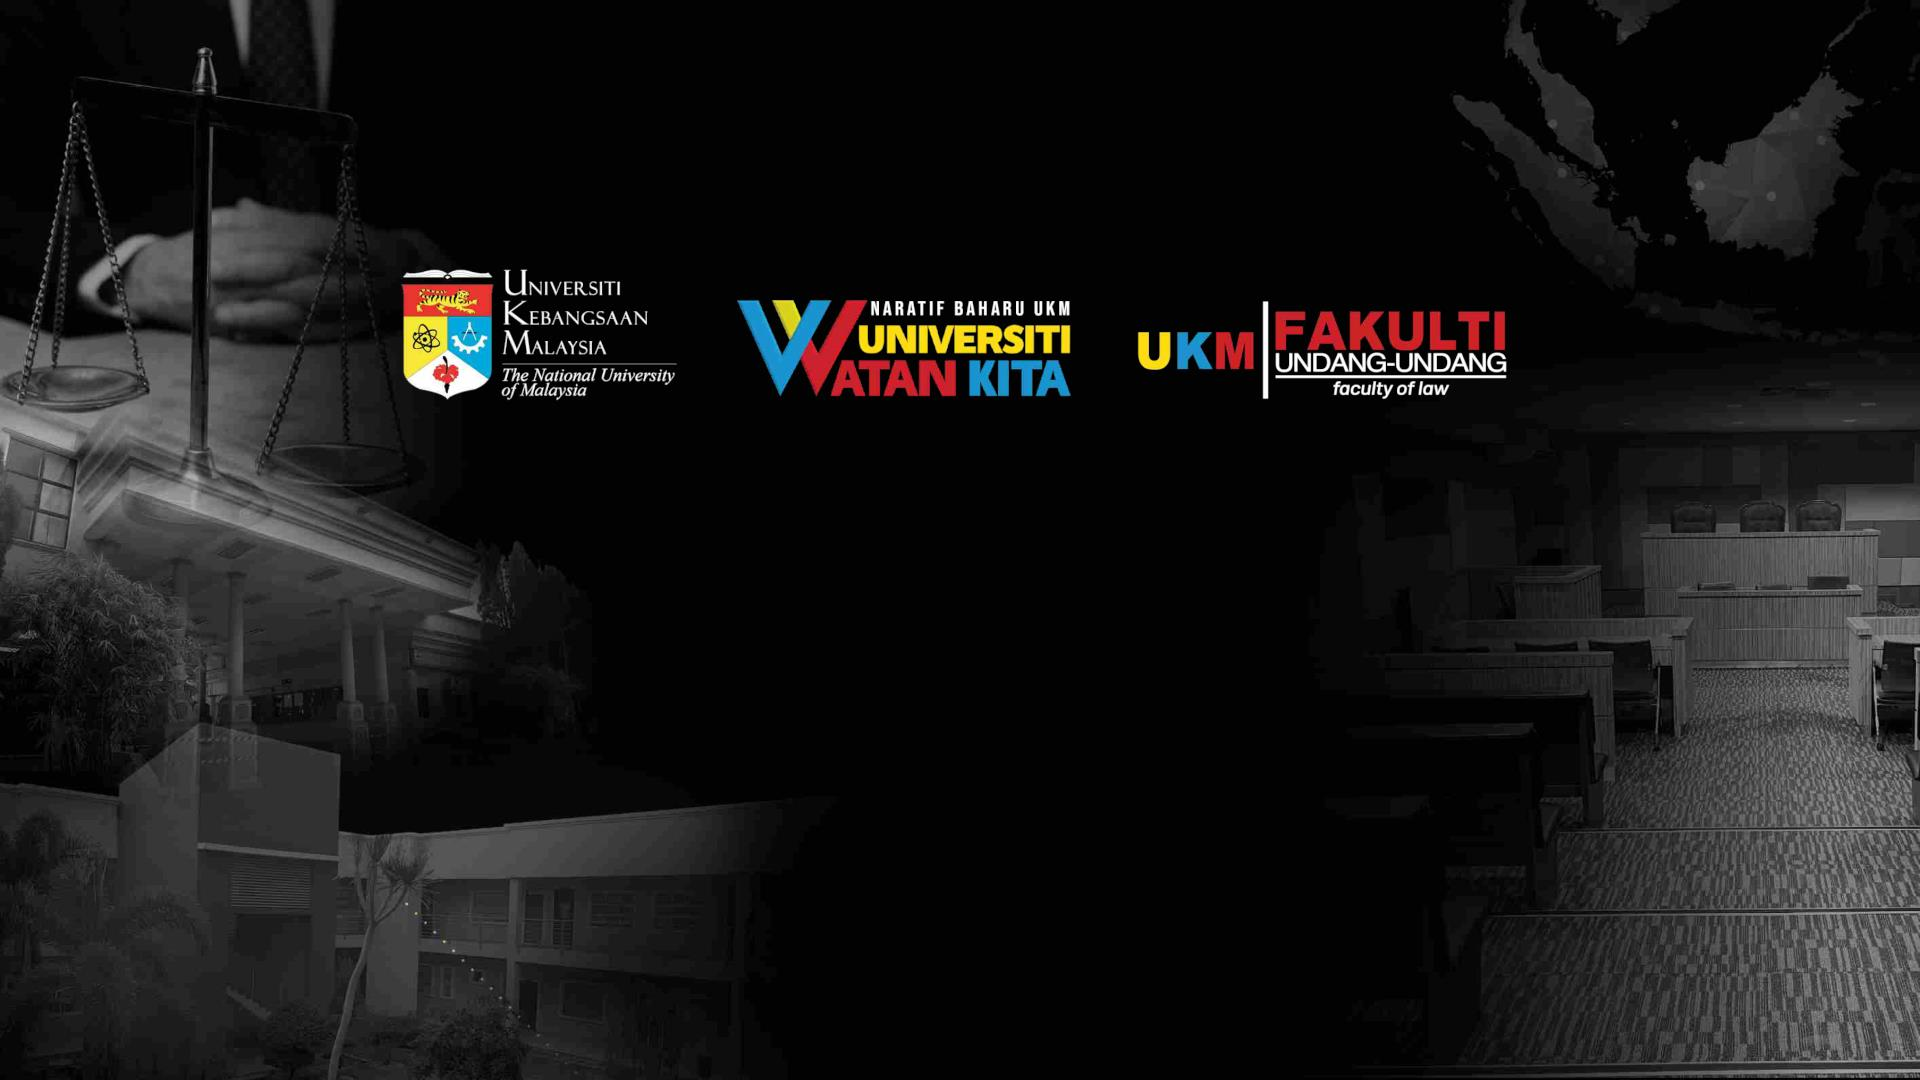 UNIVERSITI
KEBANGSAAN
MALAYSIA
The National University
of Malaysia
NARATIF BAHARU UKM
UNIVERSITI
WATAN KITA
UKM
FAKULTI
UNDANG-UNDANG
faculty of law